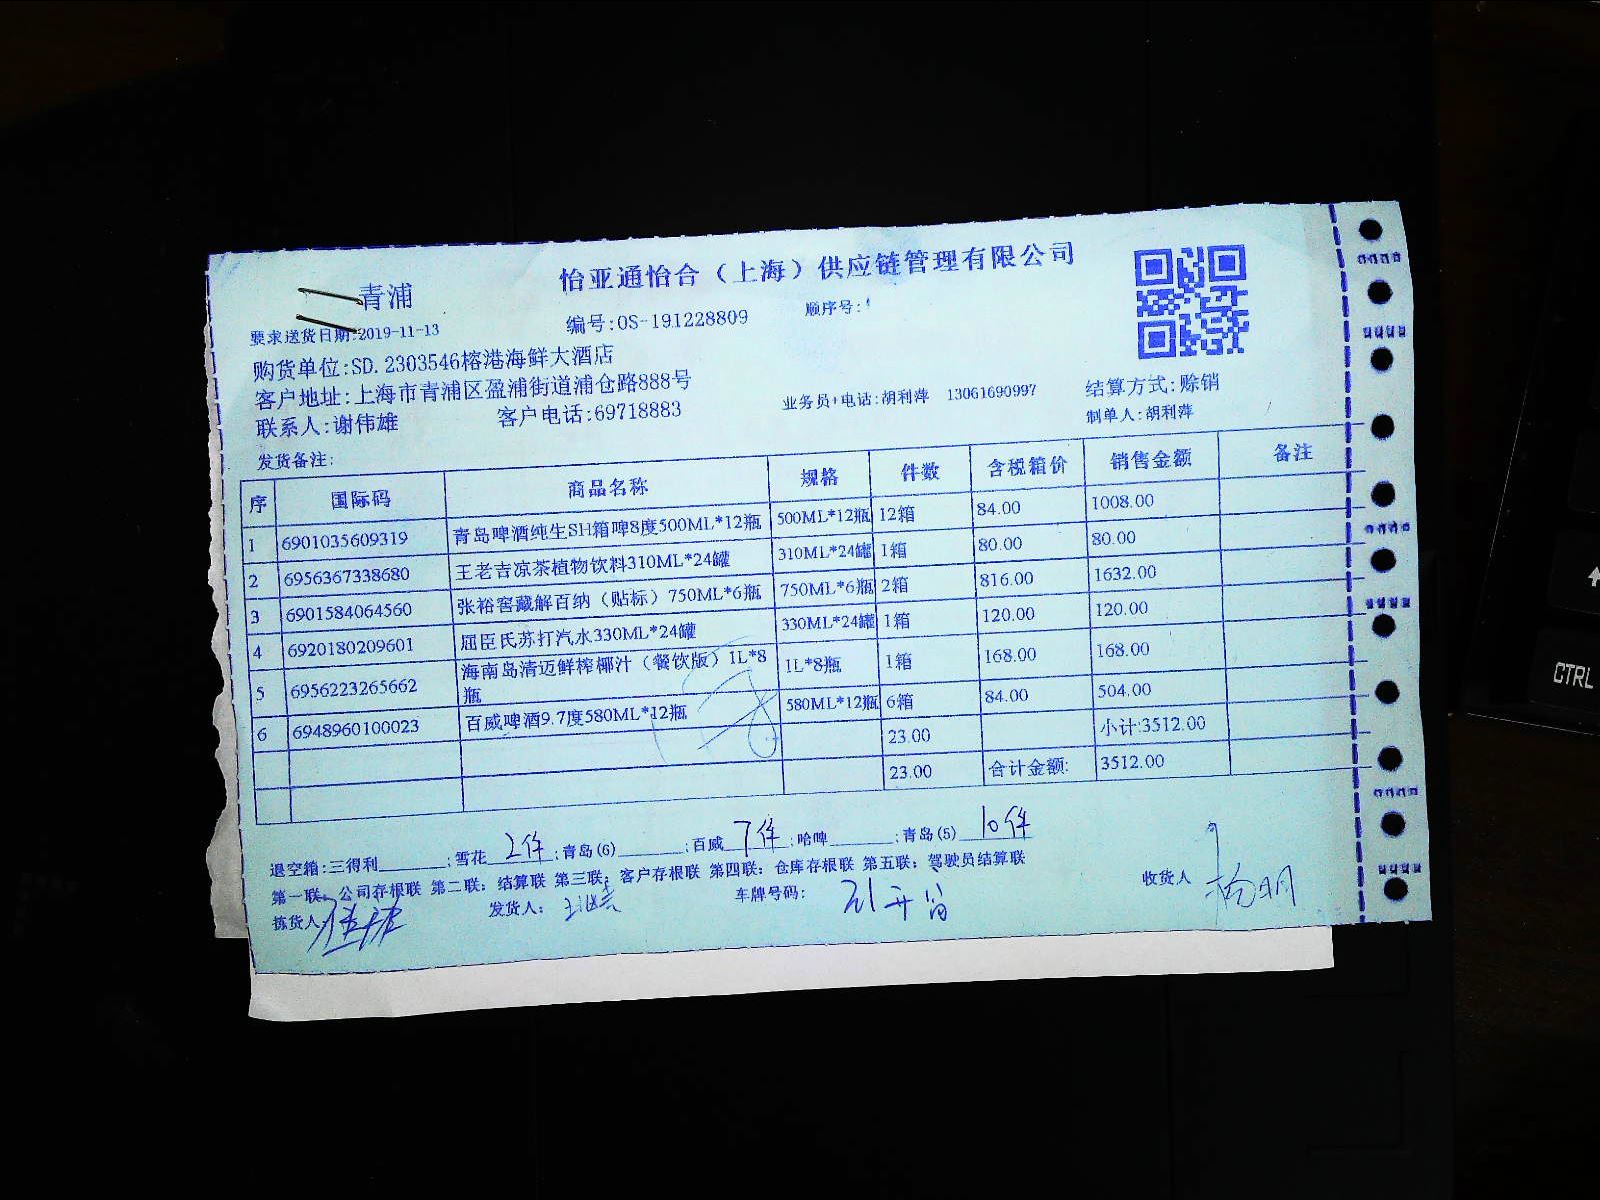 怡亚通怡合（上海）供应链管理有限公司
青浦
要求送货日期:2019-11-13
编号:OS-191228809
顺序号:
购货单位:SD.2303546榕港海鲜大酒店
客户地址:上海市青浦区盈浦街道浦仓路888号
联系人:谢伟雄 客户电话:69718883
业务员+电话:胡利萍 13061690997
结算方式:赊销
制单人:胡利萍
发货备注:
序 国际码 商品名称 规格 件数 含税箱价 销售金额 备注
1 6901035609319 青岛啤酒纯生SH箱啤8度500ML*12瓶 500ML*12瓶 12箱 84.00 1008.00
2 6956367338680 王老吉凉茶植物饮料310ML*24罐 310ML*24罐 1箱 80.00 80.00
3 6901584064560 张裕窖藏解百纳（贴标）750ML*6瓶 750ML*6瓶 2箱 816.00 1632.00
4 6920180209601 屈臣氏苏打汽水330ML*24罐 330ML*24罐 1箱 120.00 120.00
5 6956223265662 海南岛清迈鲜榨椰汁（餐饮版）1L*8瓶 1L*8瓶 1箱 168.00 168.00
6 6948960100023 百威啤酒9.7度580ML*12瓶 580ML*12瓶 6箱 84.00 504.00
23.00 小计:3512.00
23.00 合计金额: 3512.00
退空箱:三得利______;雪花 2件 ;青岛(6)______;百威 7件 ;哈啤______;青岛(5) 10件
第一联：公司存根联 第二联：结算联 第三联：客户存根联 第四联：仓库存根联 第五联：驾驶员结算联
拣货人 发货人： 车牌号码: 收货人
CTRL